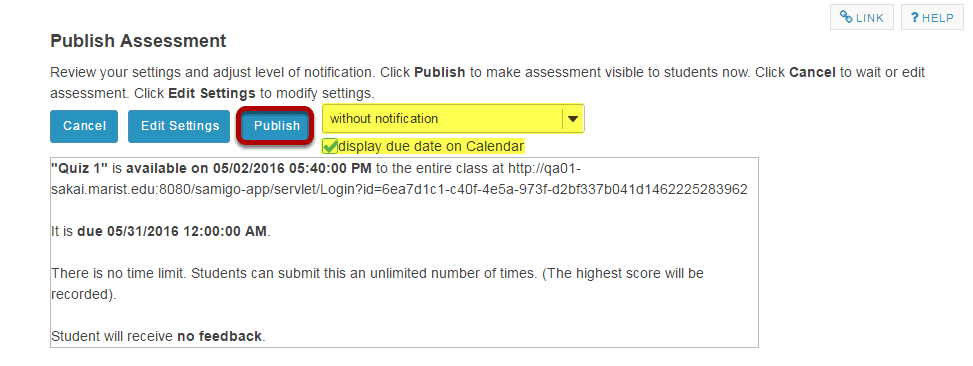 LINK
? HELP
Publish Assessment
Review your settings and adjust level of notification. Click Publish to make assessment visible to students now. Click Cancel to wait or edit
assessment. Click Edit Settings to modify settings.
Cancel
Edit Settings
Publish
without notification
display due date on Calendar
"Quiz 1" is available on 05/02/2016 05:40:00 PM to the entire class at http://qa01-
sakai.marist.edu:8080/samigo-app/servlet/Login?id=6ea7d1c1-c40f-4e5a-973f-d2bf337b041d1462225283962
It is due 05/31/2016 12:00:00 AM.
There is no time limit. Students can submit this an unlimited number of times. (The highest score will be
recorded).
Student will receive no feedback.